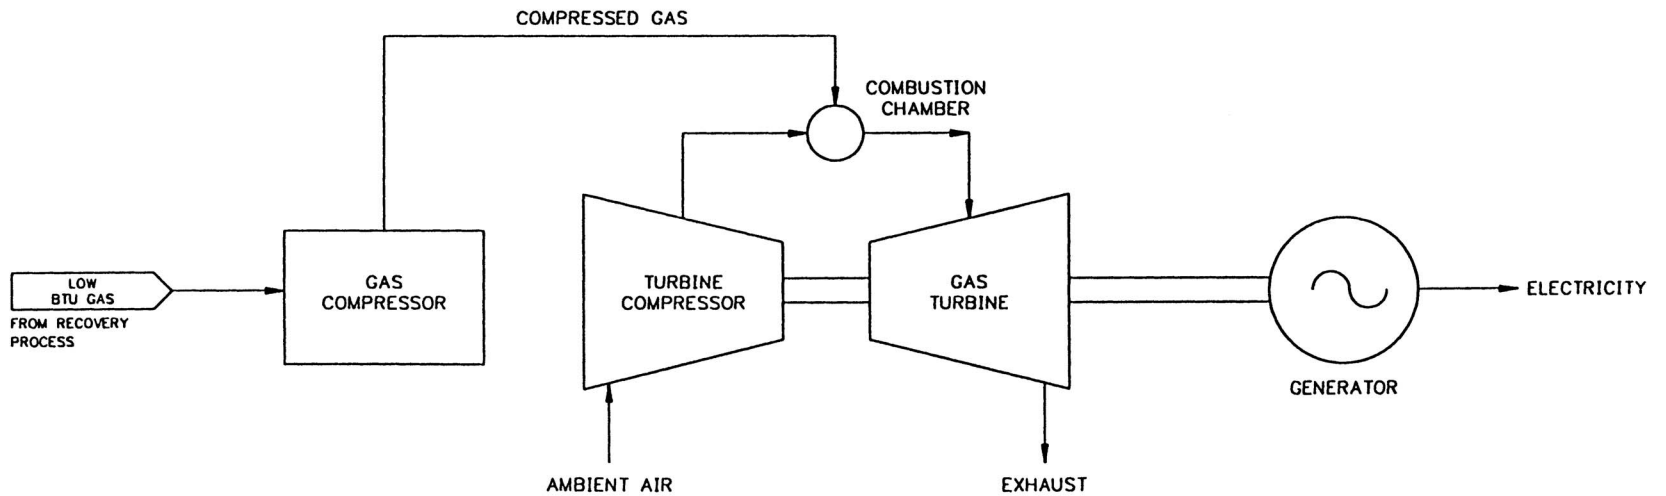 COMPRESSED GAS
COMBUSTION
CHAMBER
LOW
BTU GAS
FROM RECOVERY
PROCESS
GAS
COMPRESSOR
TURBINE
COMPRESSOR
GAS
TURBINE
ELECTRICITY
GENERATOR
AMBIENT AIR
EXHAUST